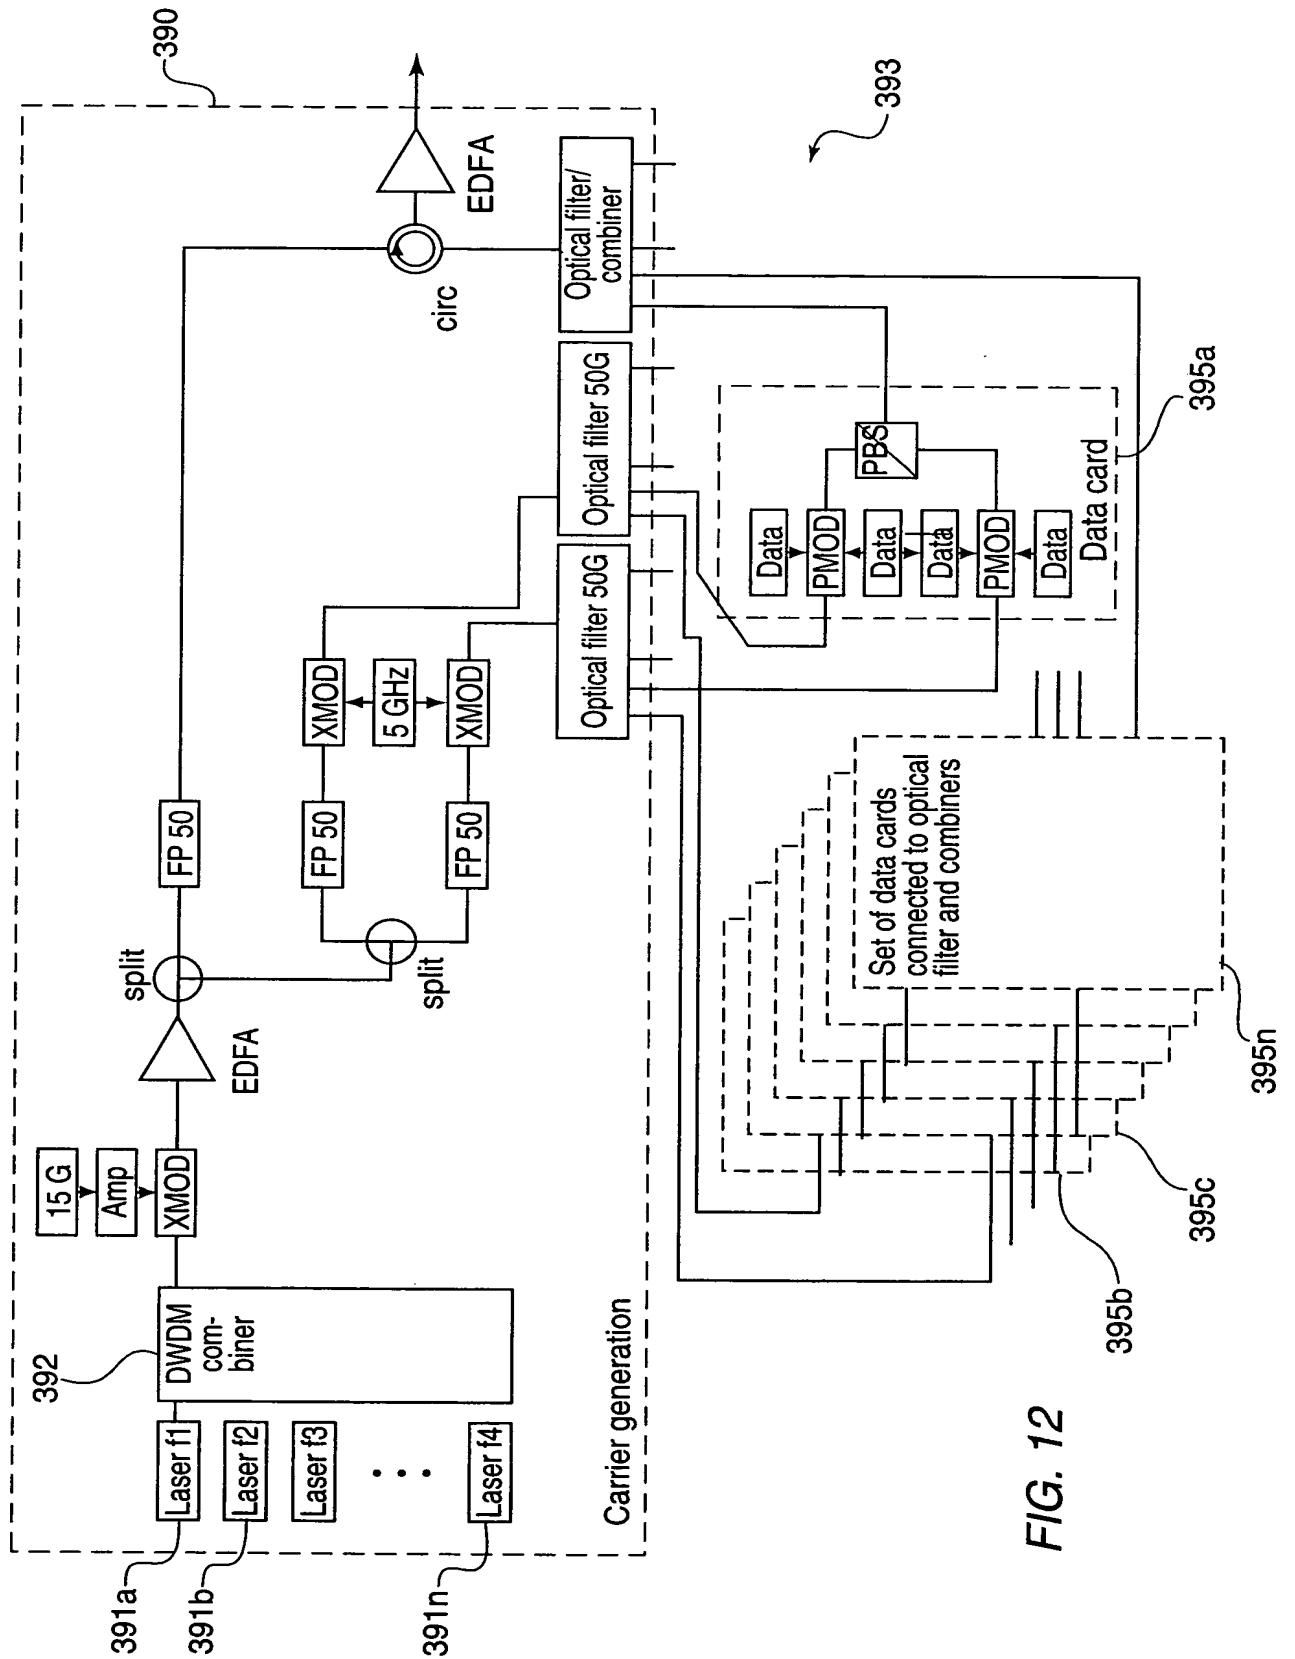 390
391a
391b
391n
Laser f1
Laser f2
Laser f3
Laser f4
392
DWDM
com-
biner
15 G
Amp
XMOD
EDFA
split
split
FP 50
FP 50
FP 50
XMOD
5 GHz
XMOD
circ
EDFA
Optical filter 50G
Optical filter 50G
Optical filter/
combiner
Carrier generation
393
Data
PMOD
Data
Data
PMOD
Data
PBS
Data card
395a
Set of data cards
connected to optical
filter and combiners
395b
395c
395n
FIG. 12